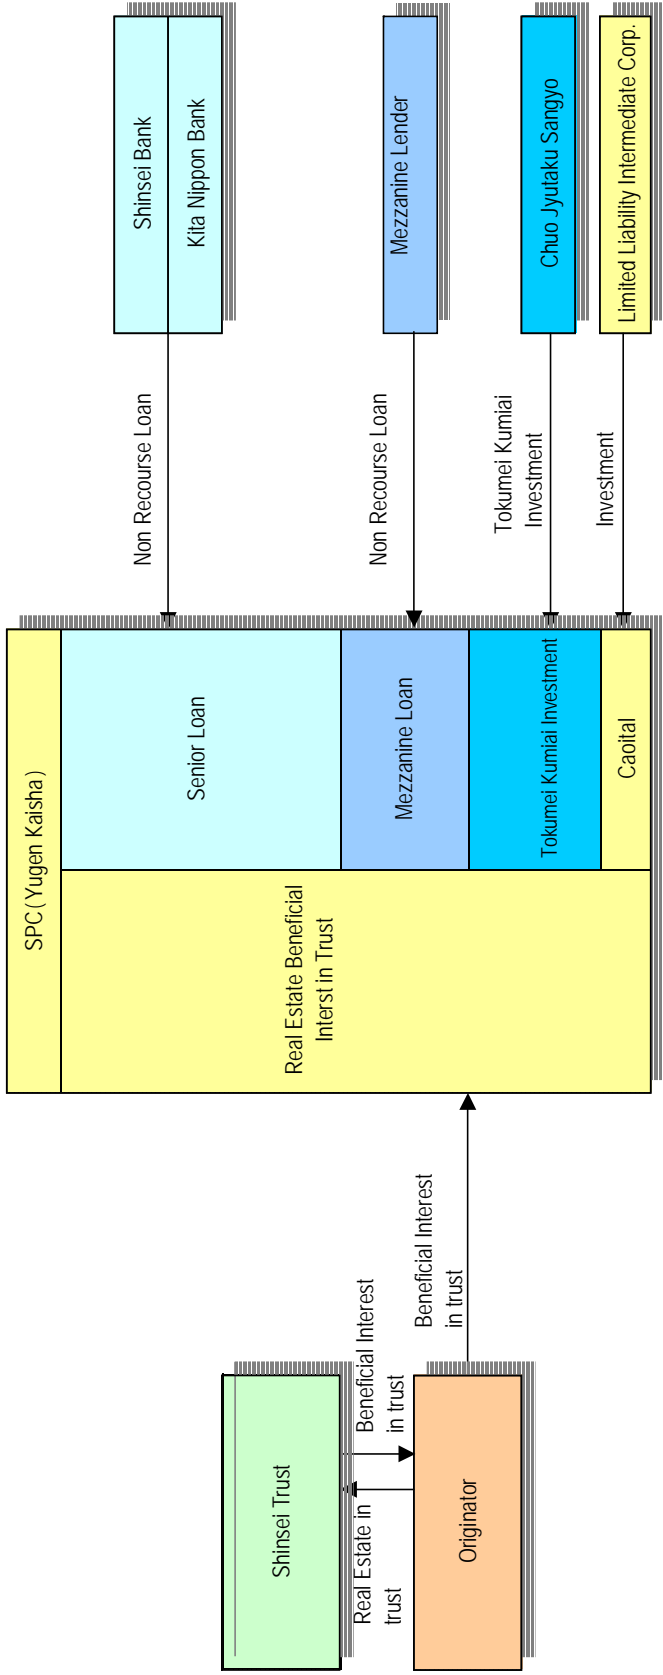 SPC(Yugen Kaisha)
Shinsei Trust
Beneficial Interest
in trust
Real Estate in
trust
Originator
Beneficial Interest
in trust
Real Estate Beneficial
Interst in Trust
Senior Loan
Mezzanine Loan
Tokumei Kumiai Investment
Caoital
Non Recourse Loan
Non Recourse Loan
Tokumei Kumiai
Investment
Investment
Shinsei Bank
Kita Nippon Bank
Mezzanine Lender
Chuo Jyutaku Sangyo
Limited Liability Intermediate Corp.